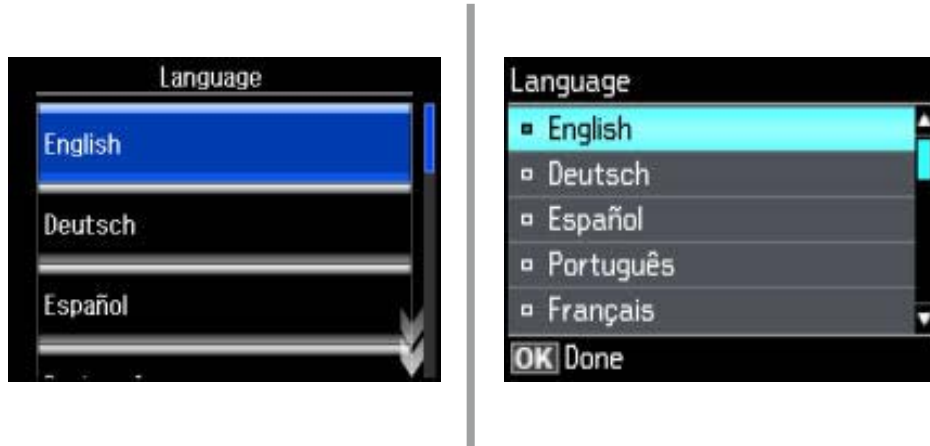 Language
English
Deutsch
Español
Language
English
Deutsch
Español
Português
Français
OK Done